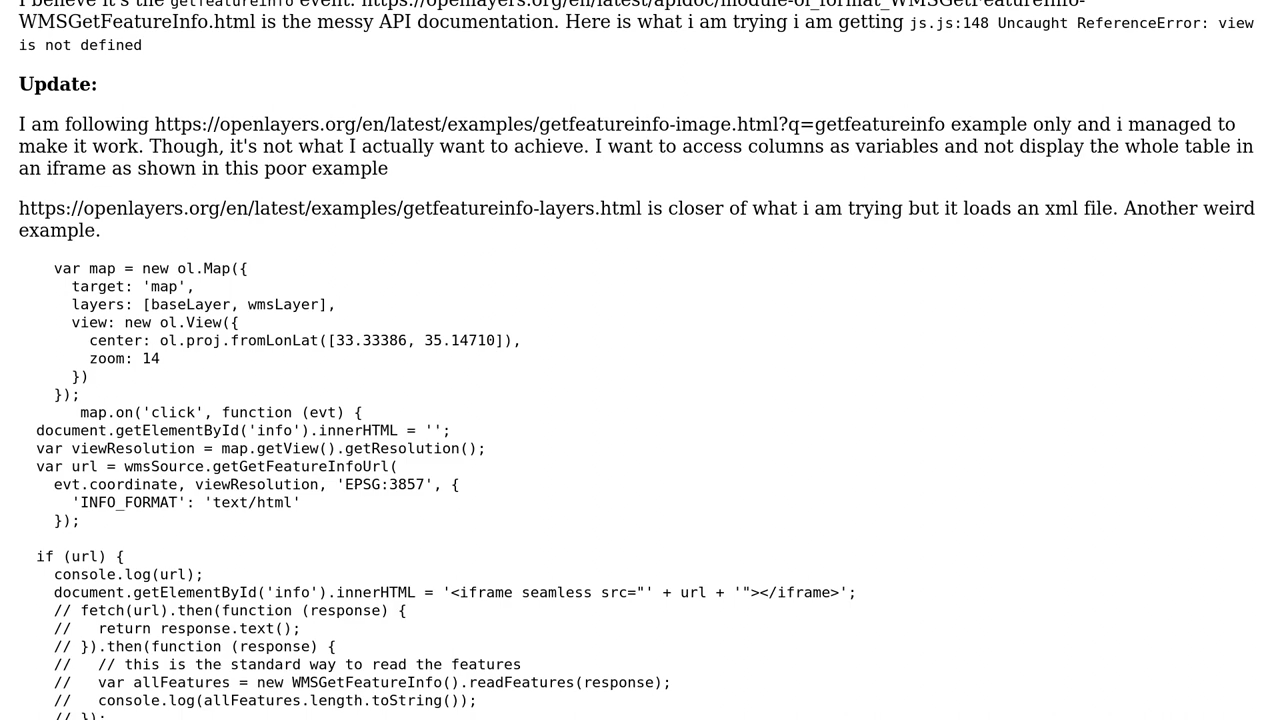 I believe it's the getfeatureinfo event. https://openlayers.org/en/latest/apidoc/module-ol_format_WMSGetFeatureInfo-
WMSGetFeatureInfo.html is the messy API documentation. Here is what i am trying i am getting js.js:148 Uncaught ReferenceError: view
is not defined
Update:
I am following https://openlayers.org/en/latest/examples/getfeatureinfo-image.html?q=getfeatureinfo example only and i managed to
make it work. Though, it's not what I actually want to achieve. I want to access columns as variables and not display the whole table in
an iframe as shown in this poor example
https://openlayers.org/en/latest/examples/getfeatureinfo-layers.html is closer of what i am trying but it loads an xml file. Another weird
example.
    var map = new ol.Map({
      target: 'map',
      layers: [baseLayer, wmsLayer],
      view: new ol.View({
        center: ol.proj.fromLonLat([33.33386, 35.14710]),
        zoom: 14
      })
    });
       map.on('click', function (evt) {
  document.getElementById('info').innerHTML = '';
  var viewResolution = map.getView().getResolution();
  var url = wmsSource.getGetFeatureInfoUrl(
    evt.coordinate, viewResolution, 'EPSG:3857', {
      'INFO_FORMAT': 'text/html'
    });
  if (url) {
    console.log(url);
    document.getElementById('info').innerHTML = '<iframe seamless src="' + url + '"></iframe>';
    // fetch(url).then(function (response) {
    //   return response.text();
    // }).then(function (response) {
    //   // this is the standard way to read the features
    //   var allFeatures = new WMSGetFeatureInfo().readFeatures(response);
    //   console.log(allFeatures.length.toString());
    // });